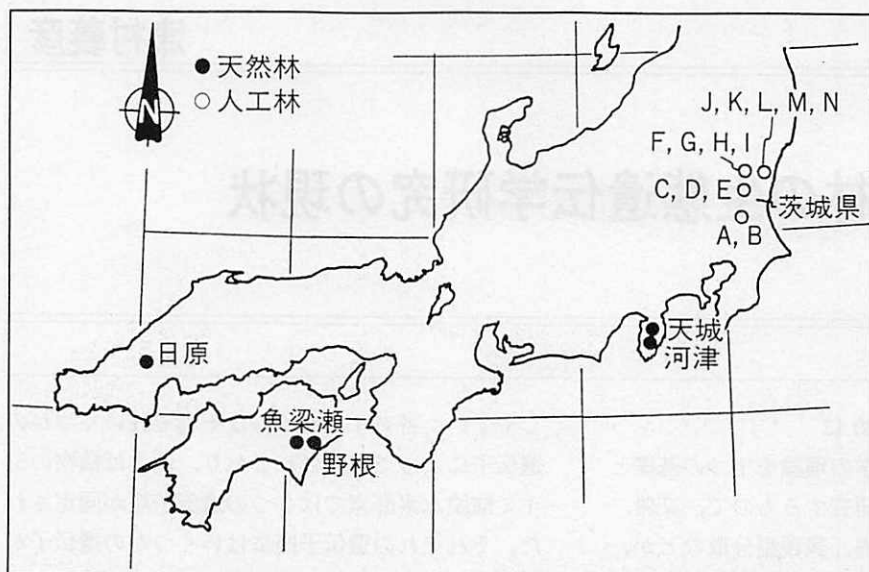 N
●天然林
○人工林
J, K, L, M, N
F, G, H, I
C, D, E
茨城県
A, B
天城
河津
日原
魚梁瀬
野根